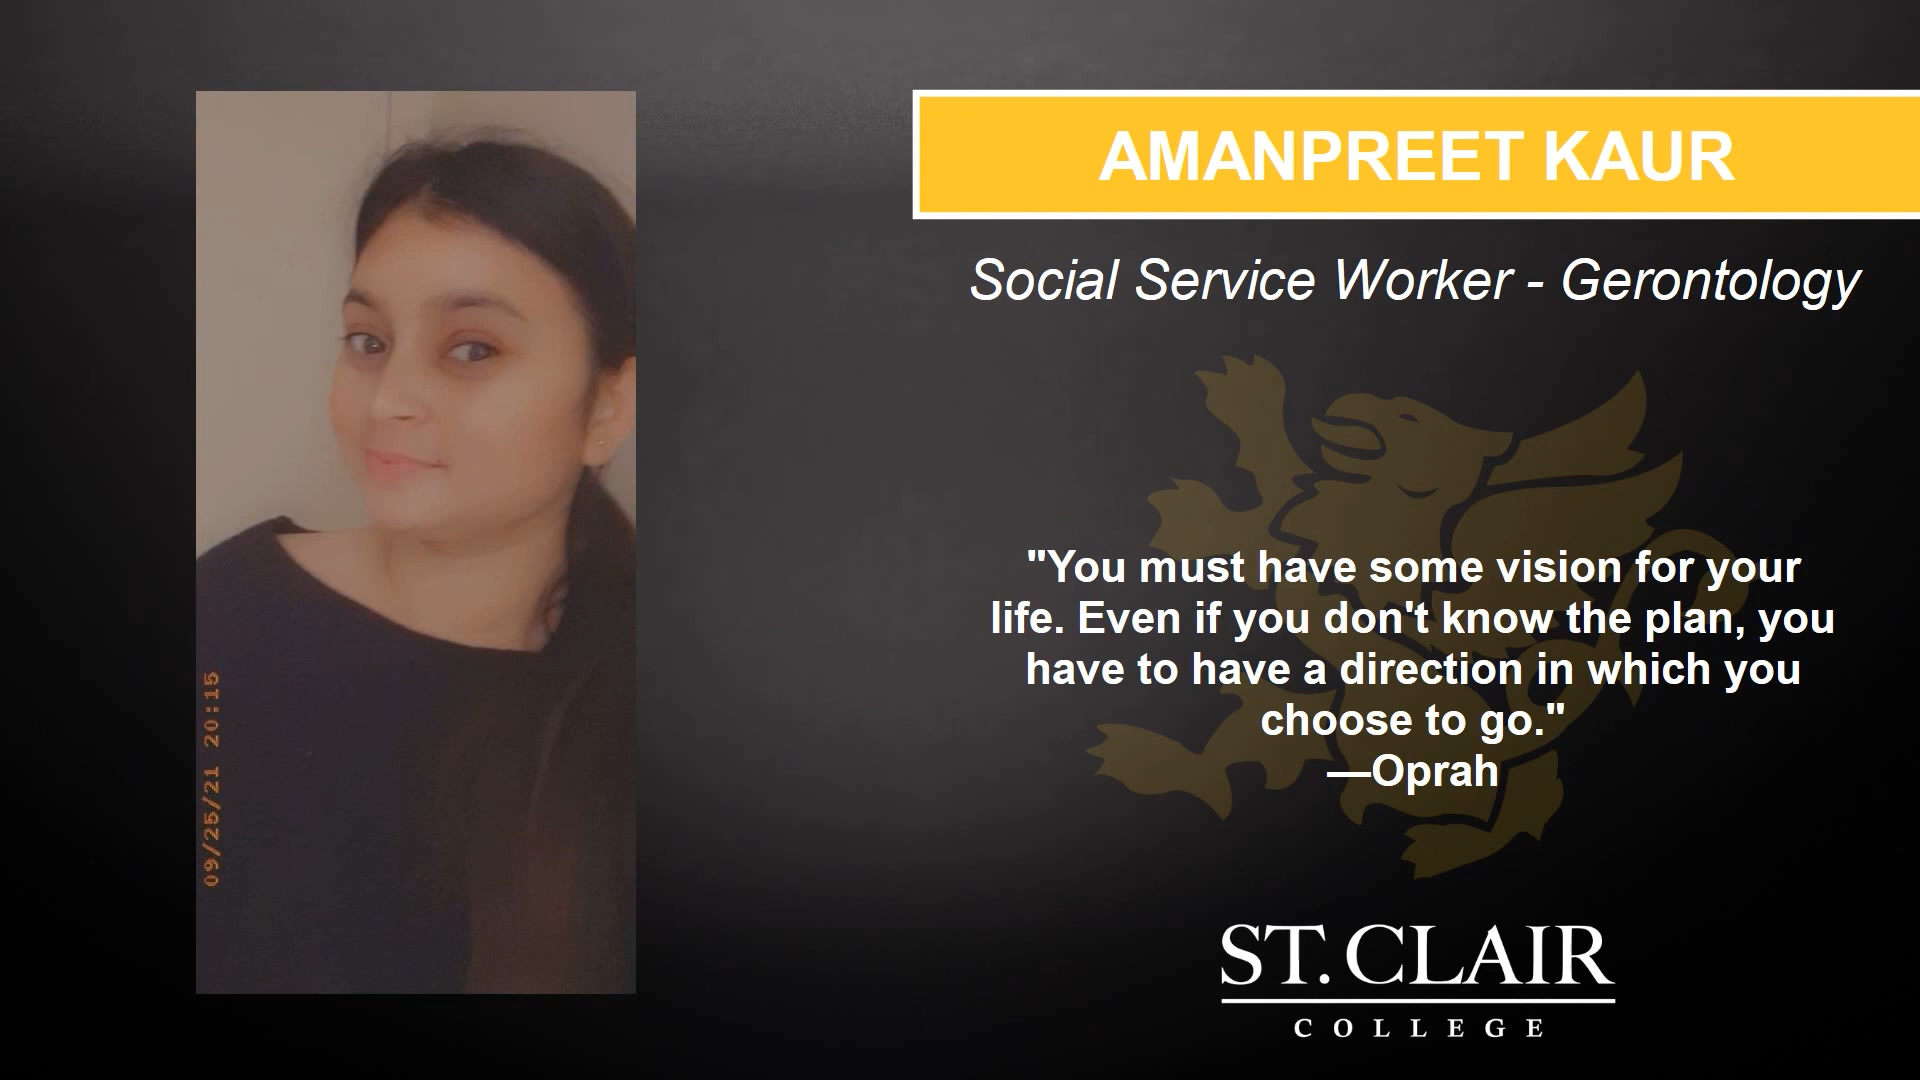 AMANPREET KAUR
Social Service Worker - Gerontology
"You must have some vision for your
life. Even if you don't know the plan, you
have to have a direction in which you
choose to go."
—Oprah
ST. CLAIR
COLLEGE
09/25/21 20:15